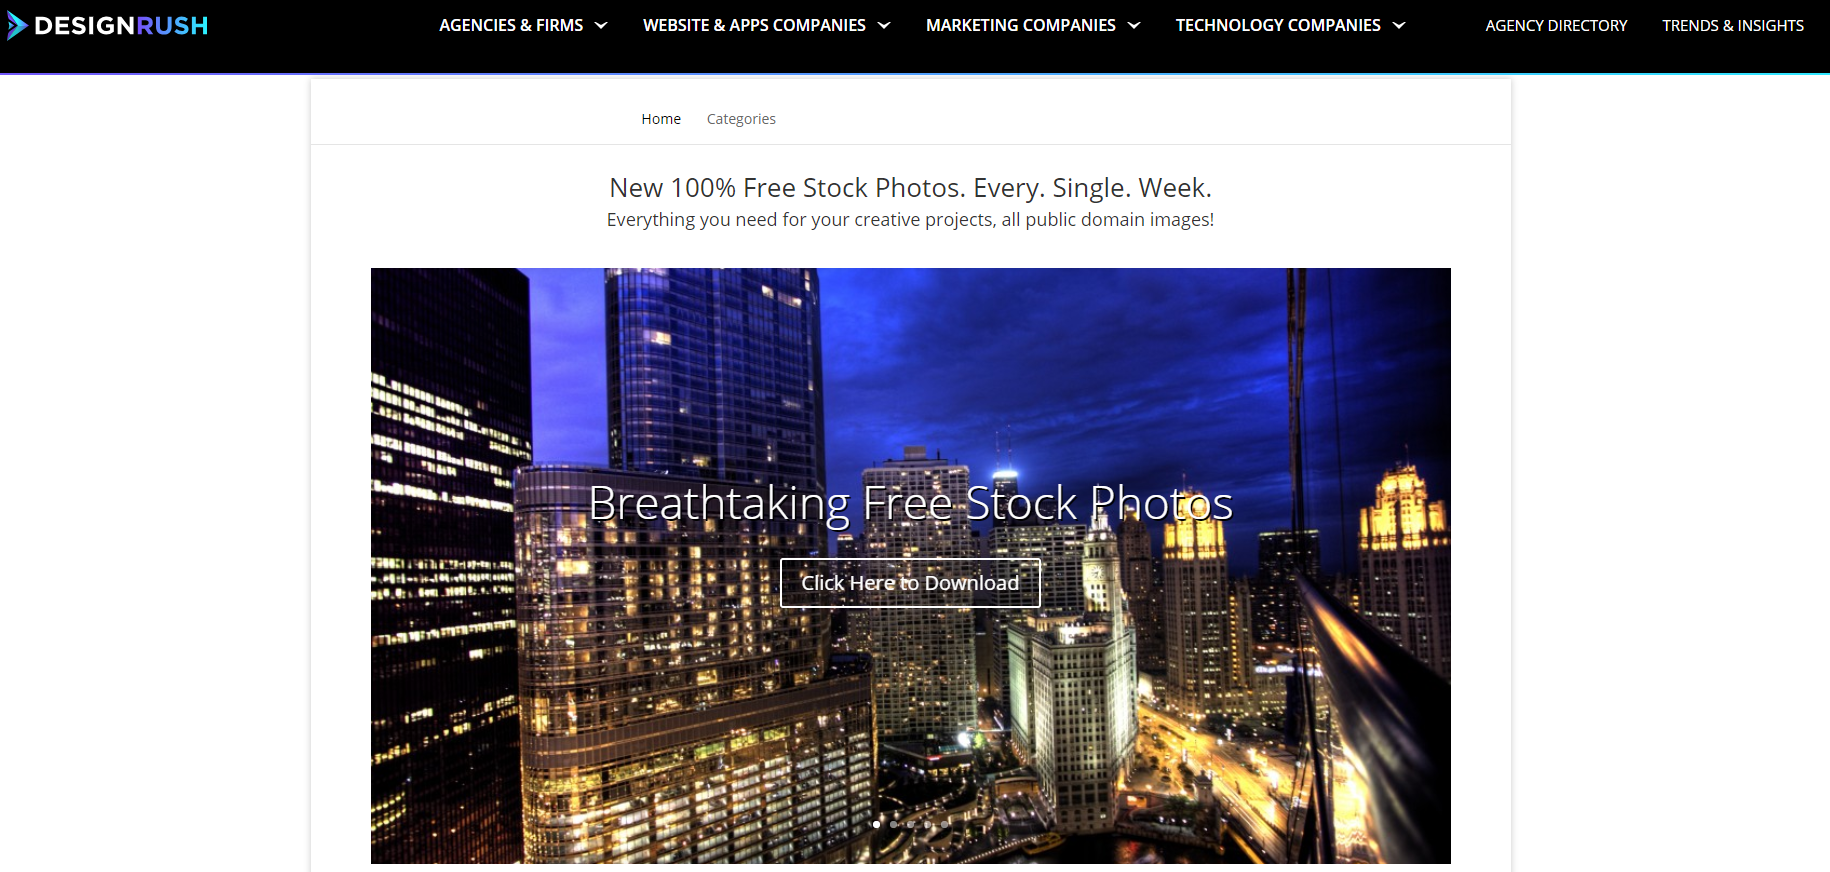 DESIGNRUSH
AGENCIES & FIRMS
WEBSITE & APPS COMPANIES
MARKETING COMPANIES
TECHNOLOGY COMPANIES
AGENCY DIRECTORY
TRENDS & INSIGHTS
Home
Categories
New 100% Free Stock Photos. Every. Single. Week.
Everything you need for your creative projects, all public domain images!
Breathtaking Free Stock Photos
Click Here to Download